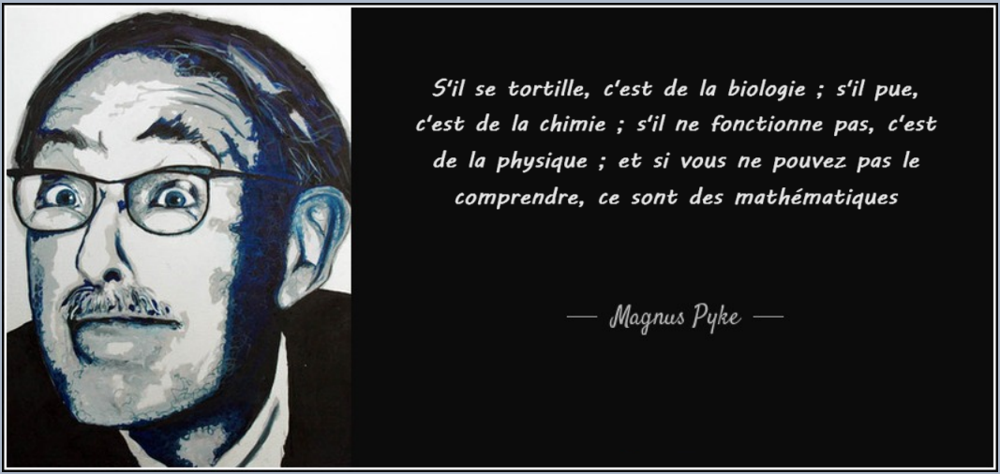 S'il se tortille, c'est de la biologie ; s'il pue,
c'est de la chimie ; s'il ne fonctionne pas, c'est
de la physique ; et si vous ne pouvez pas le
comprendre, ce sont des mathématiques
— Magnus Pyke —